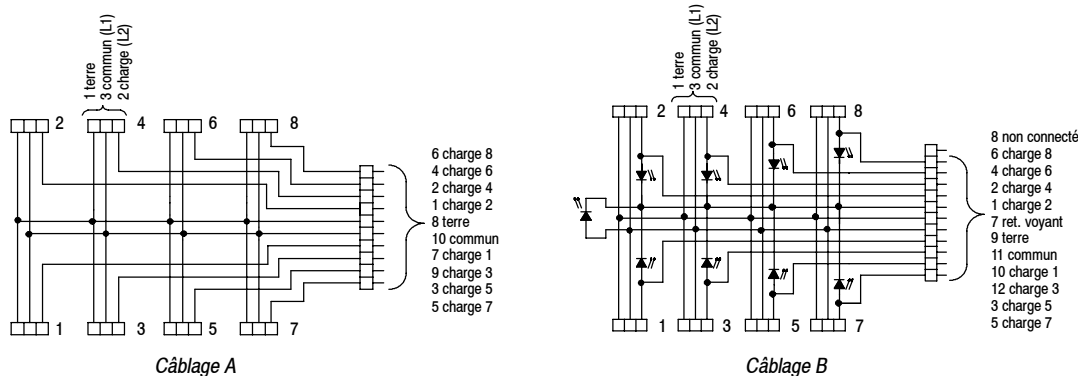 1 terre
3 commun (L1)
2 charge (L2)
2 4 6 8
6 charge 8
4 charge 6
2 charge 4
1 charge 2
8 terre
10 commun
7 charge 1
9 charge 3
3 charge 5
5 charge 7
1 3 5 7
Câblage A
1 terre
3 commun (L1)
2 charge (L2)
2 4 6 8
8 non connecté
6 charge 8
4 charge 6
2 charge 4
1 charge 2
7 ret. voyant
9 terre
11 commun
10 charge 1
12 charge 3
3 charge 5
5 charge 7
1 3 5 7
Câblage B